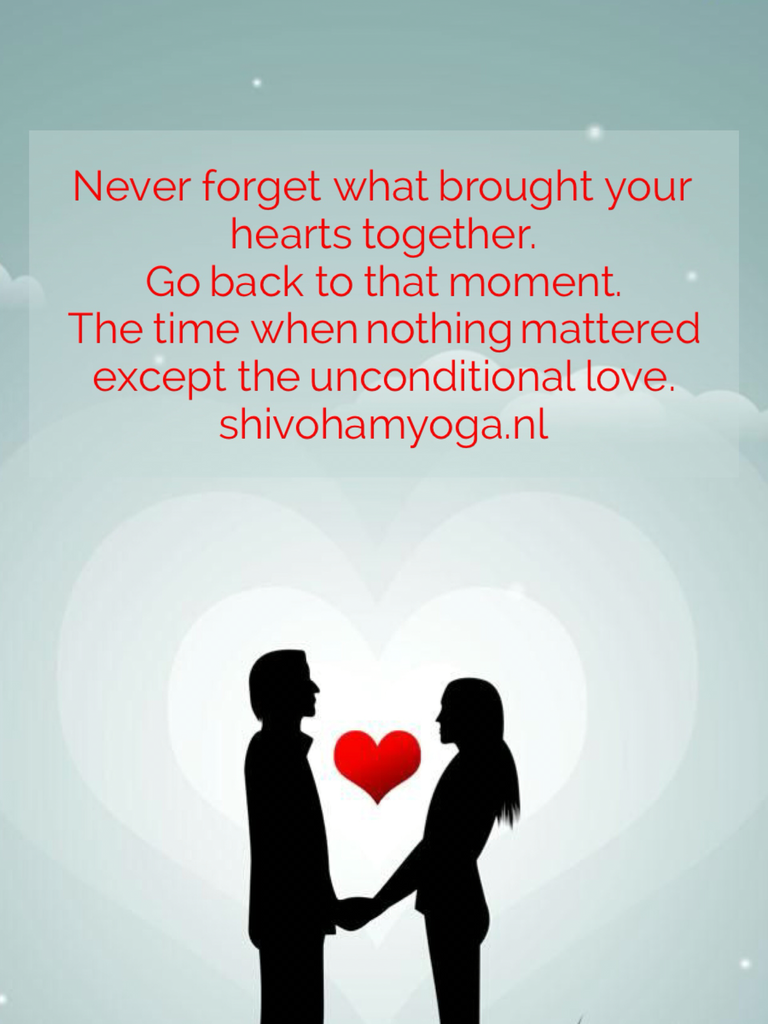 Never forget what brought your
hearts together.
Go back to that moment.
The time when nothing mattered
except the unconditional love.
shivohamyoga.nl